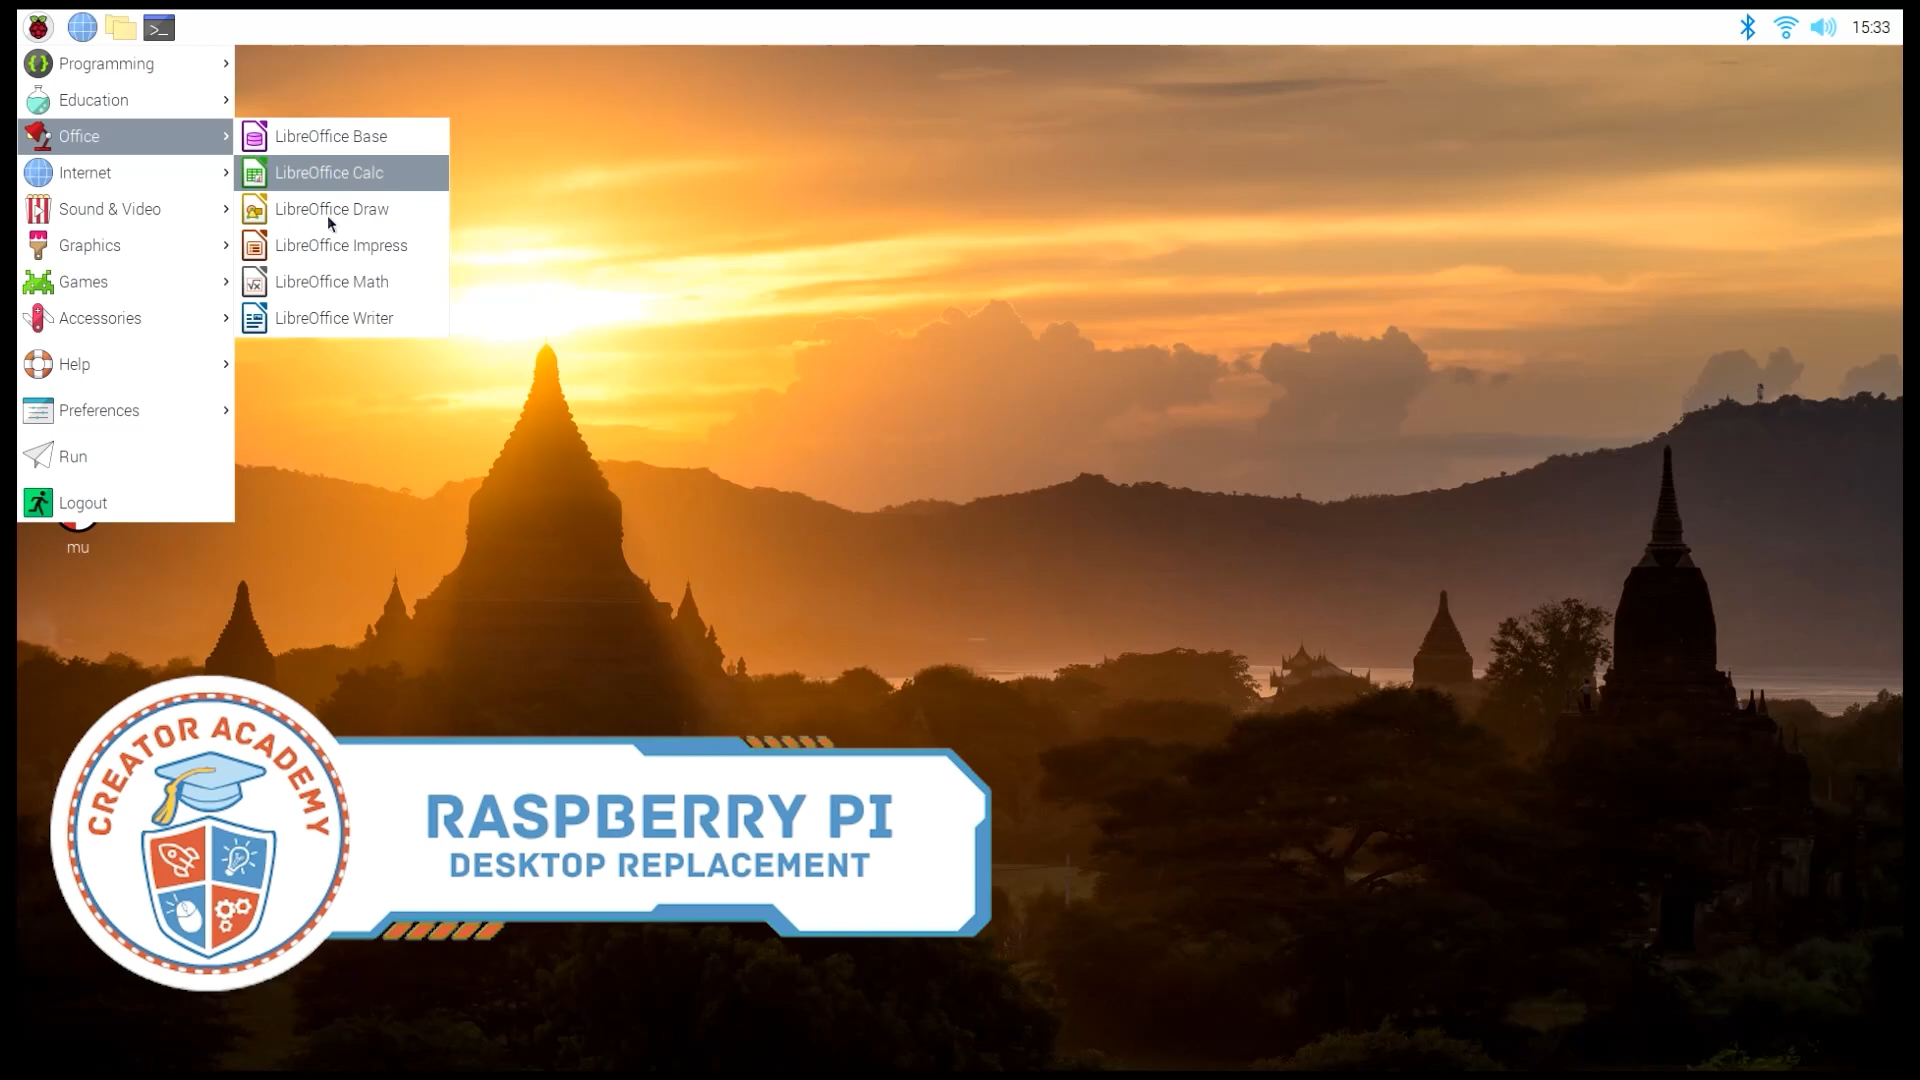 >_
15:33
Programming
Education
Office
Internet
Sound & Video
Graphics
Games
Accessories
Help
Preferences
Run
Logout
LibreOffice Base
LibreOffice Calc
LibreOffice Draw
LibreOffice Impress
LibreOffice Math
LibreOffice Writer
mu
CREATOR ACADEMY
RASPBERRY PI
DESKTOP REPLACEMENT